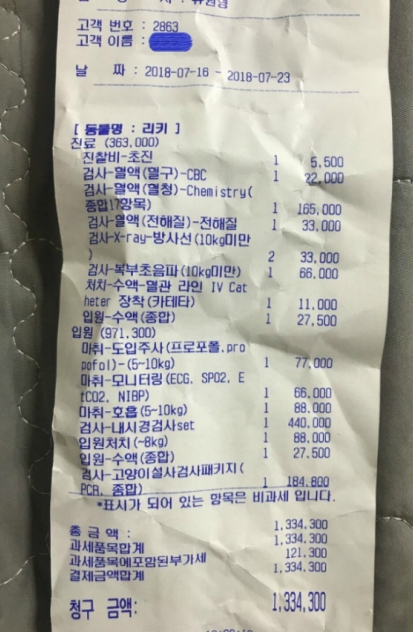 고객 번호 : 2863
고객 이름 :
날 짜 : 2018-07-16 - 2018-07-23
[ 동물명 : 리키 ]
진료 (363,000)
진찰비-초진 1 5,500
검사-혈액(혈구)-CBC 1 22,000
검사-혈액(혈청)-Chemistry(
종합17항목) 1 165,000
검사-혈액(전해질)-전해질 1 33,000
검사-X-ray-방사선(10kg미만
) 2 33,000
검사-복부초음파(10kg미만) 1 66,000
처치-수액-혈관 라인 IV Cat
heter 장착(카테타) 1 11,000
입원-수액(종합) 1 27,500
입원 (971,300)
마취-도입주사(프로포폴,pro
pofol)-(5-10kg) 1 77,000
마취-모니터링(ECG, SPO2, E
tCO2, NIBP) 1 66,000
마취-호흡(5-10kg) 1 88,000
검사-내시경검사set 1 440,000
입원처치(~8kg) 1 88,000
입원-수액(종합) 1 27,500
검사-고양이설사검사패키지(
PCR, 종합) 1 184,800
*표시가 되어 있는 항목은 비과세 입니다.
총 금 액 : 1,334,300
과세품목합계 1,334,300
과세품목에포함된부가세 121,300
결제금액합계 1,334,300
청구 금액: 1,334,300